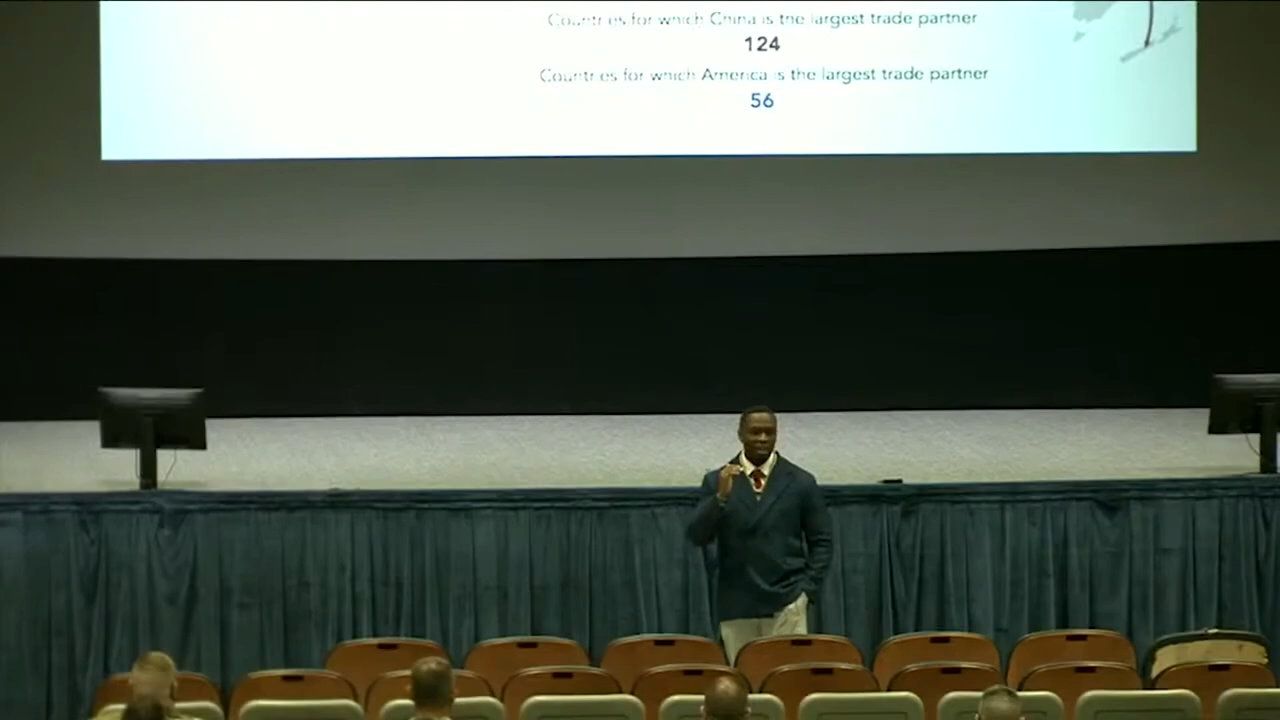 Countries for which China is the largest trade partner
124
Countries for which America is the largest trade partner
56